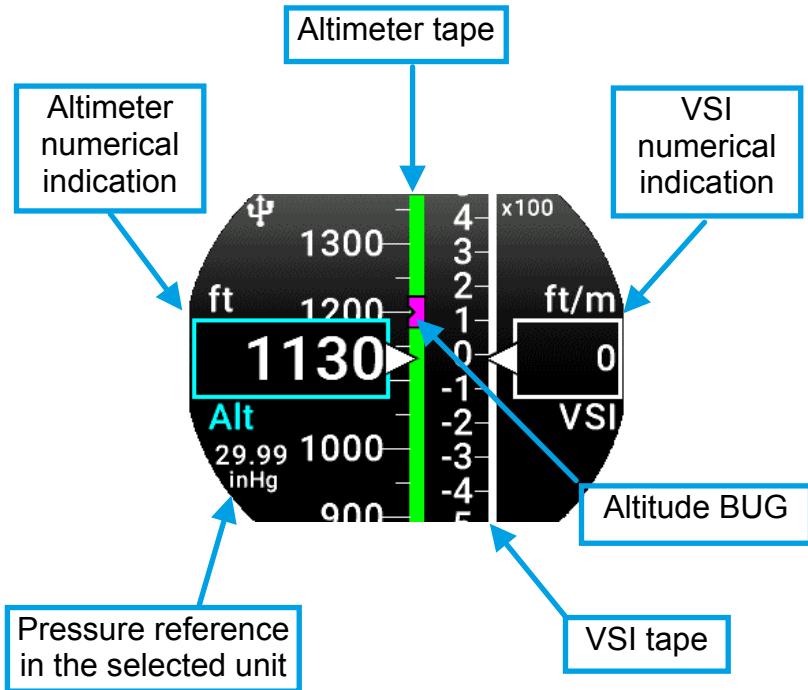 Altimeter tape
Altimeter
numerical
indication
VSI
numerical
indication
x100
4
1300
3
2
ft
1200
1
ft/m
1130
0
0
-1
Alt
-2
VSI
29.99
1000
-3
inHg
-4
900
5
Altitude BUG
Pressure reference
in the selected unit
VSI tape